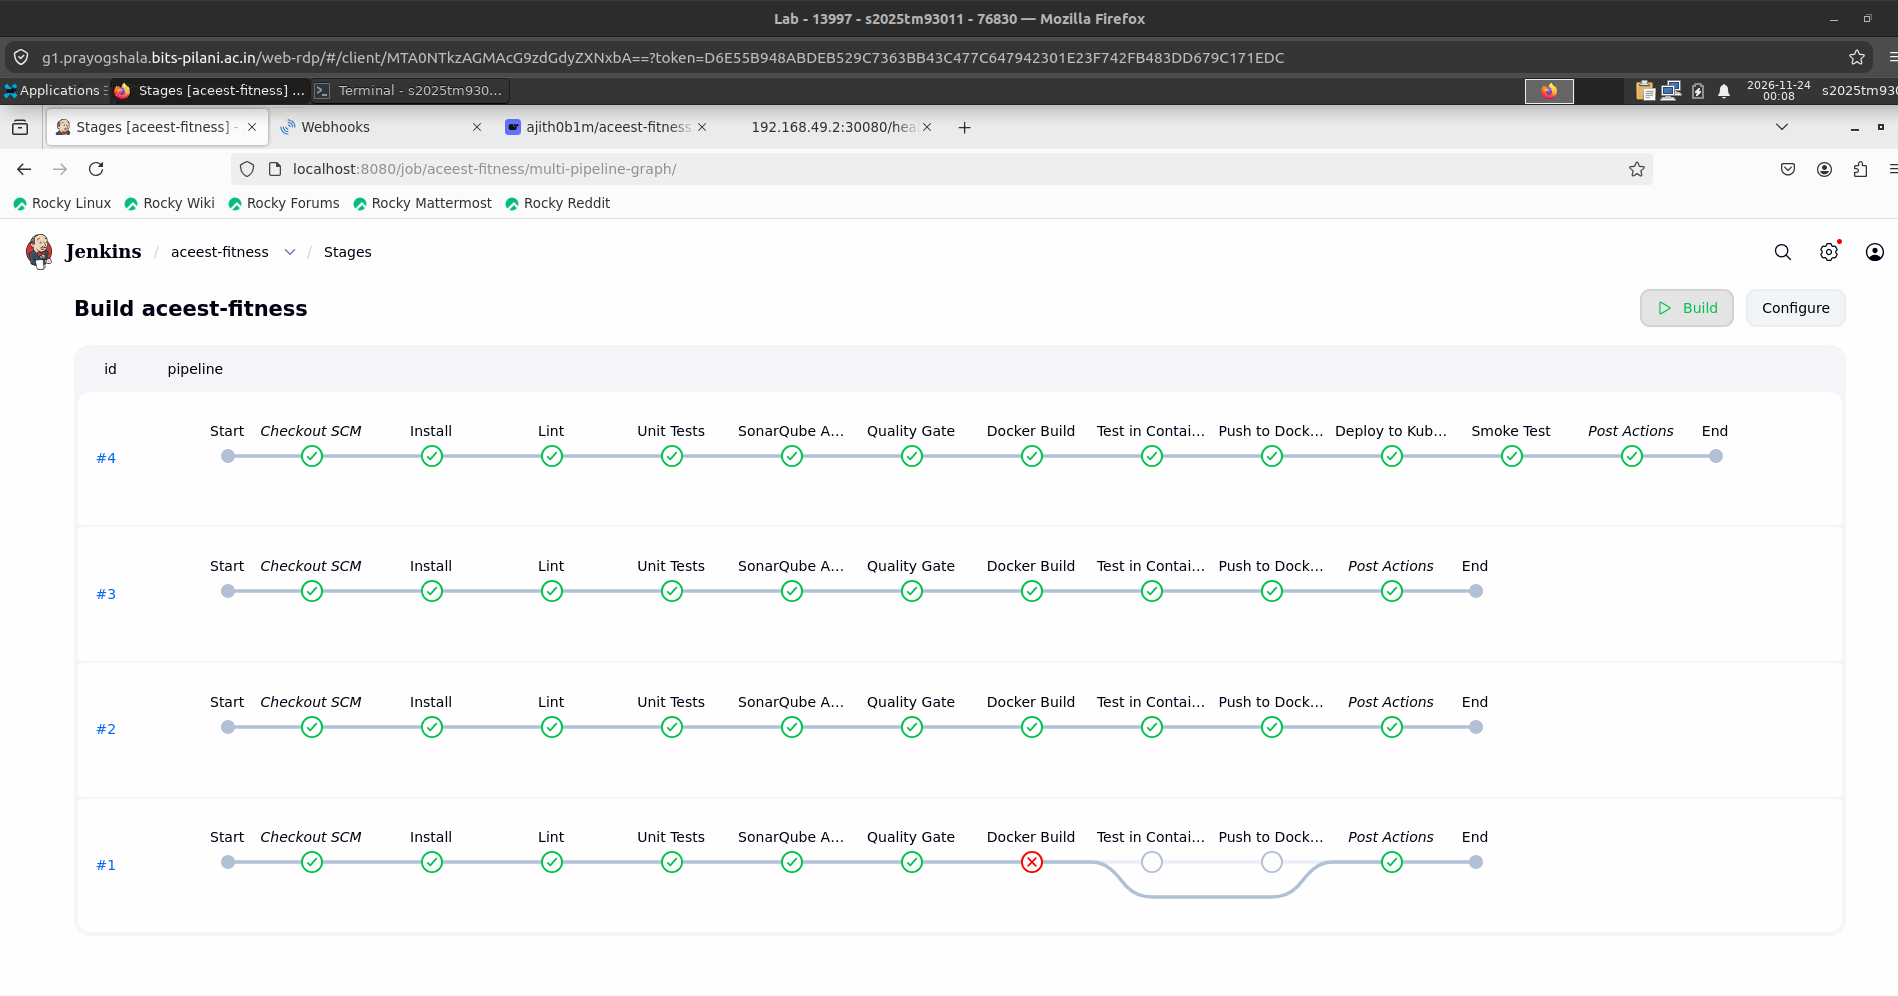 Lab - 13997 - s2025tm93011 - 76830 — Mozilla Firefox
g1.prayogshala.bits-pilani.ac.in/web-rdp/#/client/MTA0NTkzAGMAcG9zdGdyZXNxbA==?token=D6E55B948ABDEB529C7363BB43C477C647942301E23F742FB483DD679C171EDC
Applications Stages [aceest-fitness] ... Terminal - s2025tm930... 2026-11-24 s2025tm930
00:08
Stages [aceest-fitness] - Webhooks ajith0b1m/aceest-fitness 192.168.49.2:30080/hea
localhost:8080/job/aceest-fitness/multi-pipeline-graph/
Rocky Linux Rocky Wiki Rocky Forums Rocky Mattermost Rocky Reddit
Jenkins / aceest-fitness / Stages
Build aceest-fitness Build Configure
id pipeline
Start Checkout SCM Install Lint Unit Tests SonarQube A... Quality Gate Docker Build Test in Contai... Push to Dock... Deploy to Kub... Smoke Test Post Actions End
#4
Start Checkout SCM Install Lint Unit Tests SonarQube A... Quality Gate Docker Build Test in Contai... Push to Dock... Post Actions End
#3
Start Checkout SCM Install Lint Unit Tests SonarQube A... Quality Gate Docker Build Test in Contai... Push to Dock... Post Actions End
#2
Start Checkout SCM Install Lint Unit Tests SonarQube A... Quality Gate Docker Build Test in Contai... Push to Dock... Post Actions End
#1